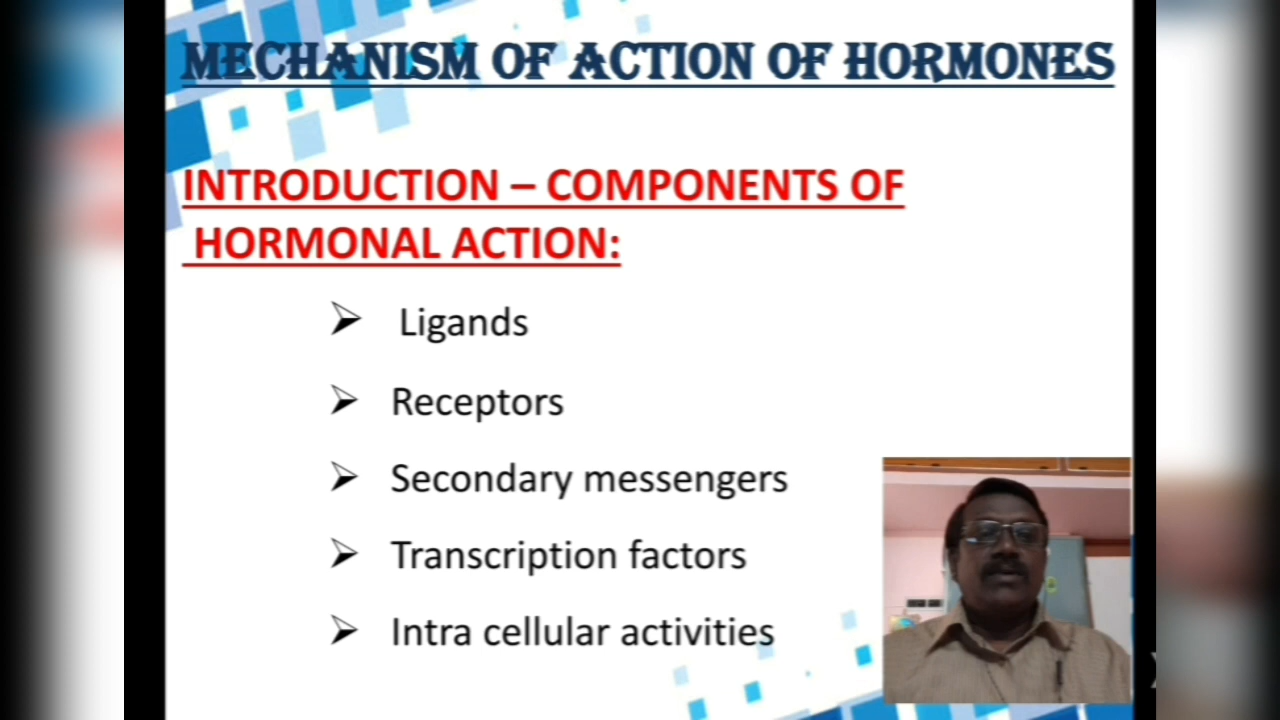 MECHANISM OF ACTION OF HORMONES
INTRODUCTION – COMPONENTS OF
HORMONAL ACTION:
➢ Ligands
➢ Receptors
➢ Secondary messengers
➢ Transcription factors
➢ Intra cellular activities